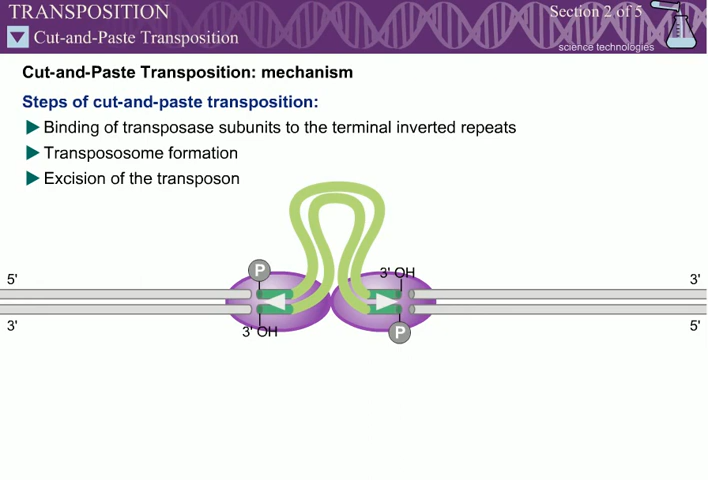 TRANSPOSITION
Section 2 of 5
Cut-and-Paste Transposition
science technologies
Cut-and-Paste Transposition: mechanism
Steps of cut-and-paste transposition:
Binding of transposase subunits to the terminal inverted repeats
Transpososome formation
Excision of the transposon
P
3' OH
5'
3'
3'
3' OH
P
5'